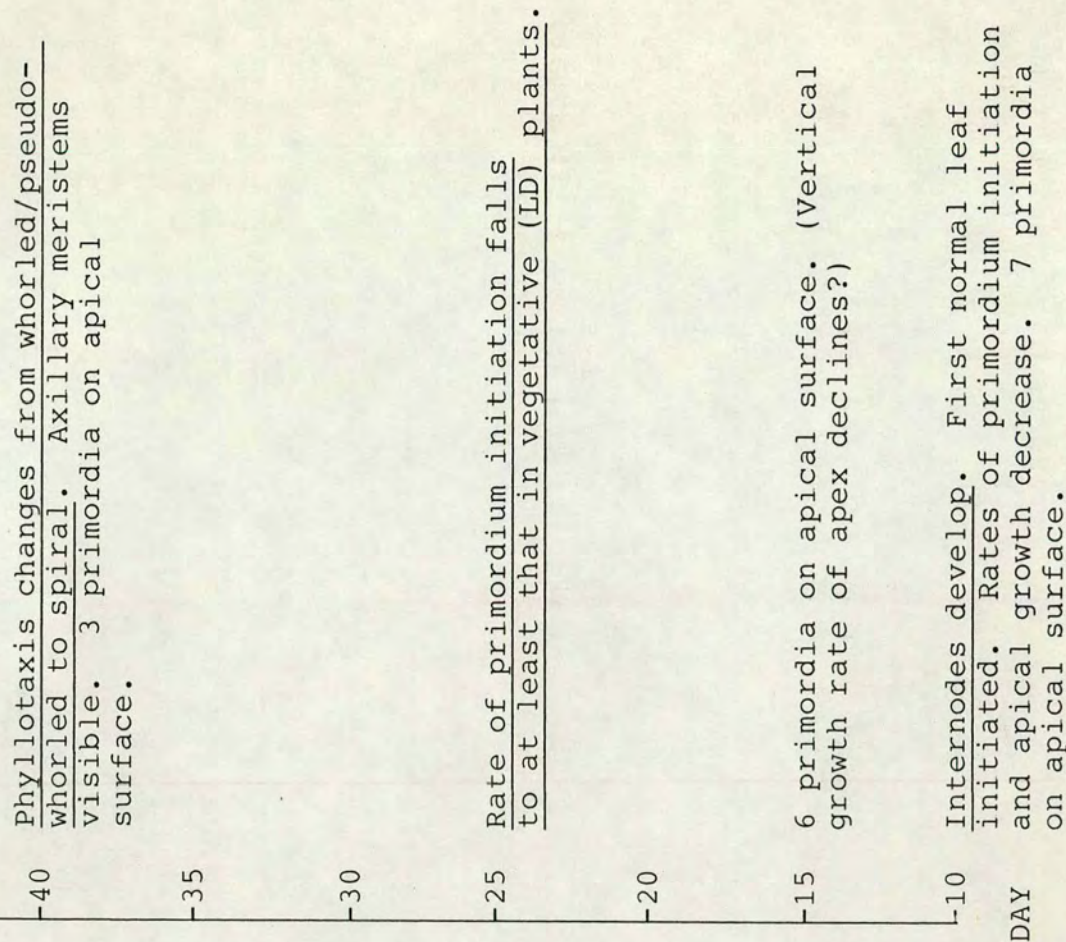 40 Phyllotaxis changes from whorled/pseudo-
whorled to spiral. Axillary meristems
visible. 3 primordia on apical
surface.
35
30
25 Rate of primordium initiation falls
to at least that in vegetative (LD) plants.
20
15 6 primordia on apical surface. (Vertical
growth rate of apex declines?)
10 Internodes develop. First normal leaf
initiated. Rates of primordium initiation
DAY and apical growth decrease. 7 primordia
on apical surface.